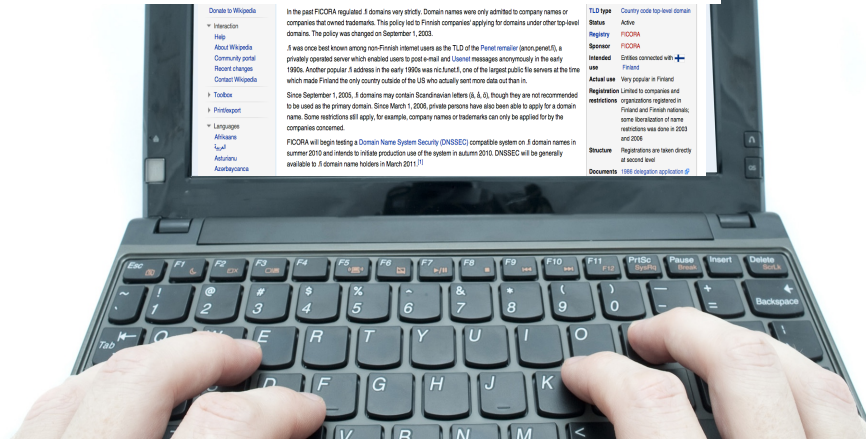 Donate to Wikipedia
Interaction
Help
About Wikipedia
Community portal
Recent changes
Contact Wikipedia
Toolbox
Print/export
Languages
Afrikaans
العربية
Asturianu
Azərbaycanca
In the past FICORA regulated .fi domains very strictly. Domain names were only admitted to company names or
companies that owned trademarks. This policy led to Finnish companies' applying for domains under other top-level
domains. The policy was changed on September 1, 2003.
.fi was once best known among non-Finnish internet users as the TLD of the Penet remailer (anon.penet.fi), a
privately operated server which enabled users to post e-mail and Usenet messages anonymously in the early
1990s. Another popular .fi address in the early 1990s was nic.funet.fi, one of the largest public file servers at the time
which made Finland the only country outside of the US who actually sent more data out than in.
Since September 1, 2005, .fi domains may contain Scandinavian letters (ä, å, ö), though they are not recommended
to be used as the primary domain. Since March 1, 2006, private persons have also been able to apply for a domain
name. Some restrictions still apply, for example, company names or trademarks can only be applied for by the
companies concerned.
FICORA will begin testing a Domain Name System Security (DNSSEC) compatible system on .fi domain names in
summer 2010 and intends to initiate production use of the system in autumn 2010. DNSSEC will be generally
available to .fi domain name holders in March 2011.[1]
TLD type Country code top-level domain
Status Active
Registry FICORA
Sponsor FICORA
Intended Entities connected with
use Finland
Actual use Very popular in Finland
Registration Limited to companies and
restrictions organizations registered in
Finland and Finnish nationals;
some liberalization of name
restrictions was done in 2003
and 2006
Structure Registrations are taken directly
at second level
Documents 1986 delegation application
Esc F1 F2 F3 F4 F5 F6 F7 F8 F9 F10 F11 PrtSc Pause Insert Delete
F12 SysRq Break ScrLk
~ ! @ # $ % ^ & * ( ) _ +
1 2 3 4 5 6 7 8 9 0 - = Backspace
Tab Q W E R T Y U I O
D F G H J K
V B N M <